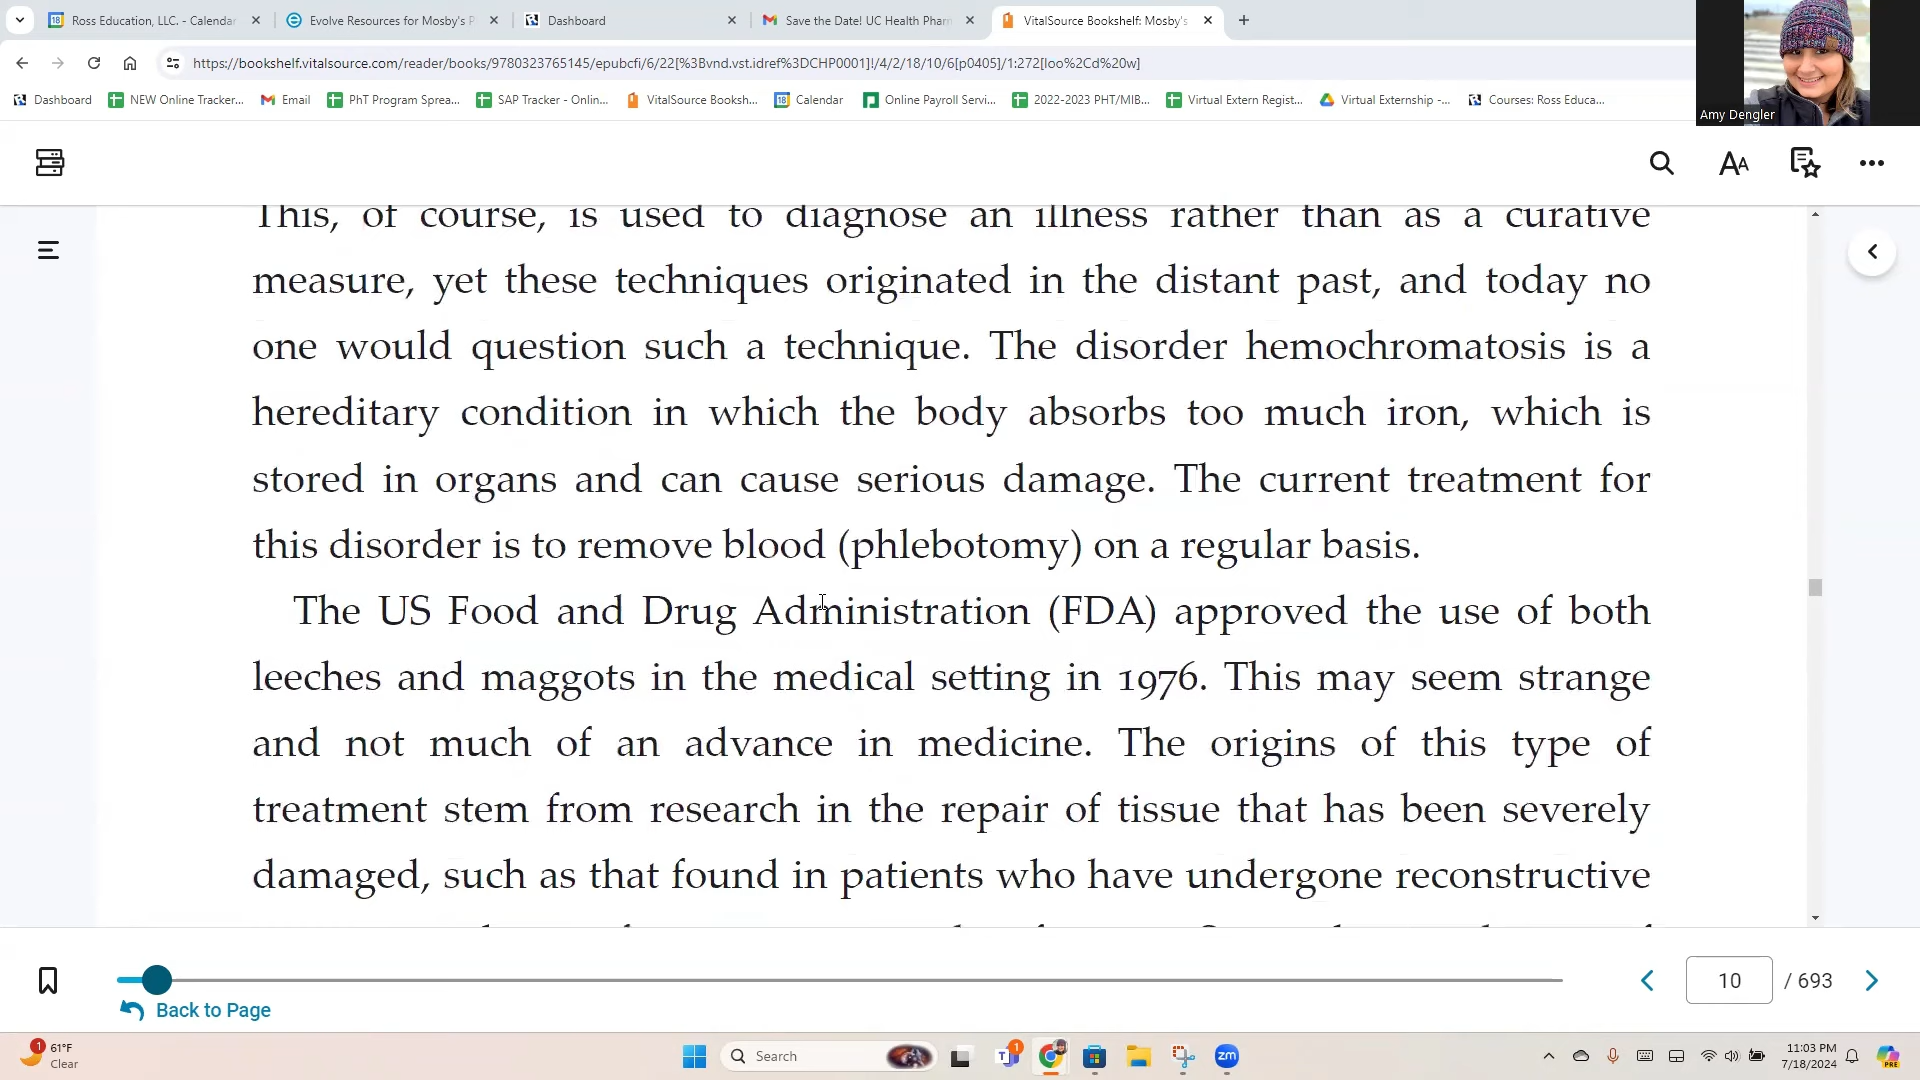 Ross Education, LLC. - Calendar
Evolve Resources for Mosby's P
Dashboard
Save the Date! UC Health Pharm
VitalSource Bookshelf: Mosby's
https://bookshelf.vitalsource.com/reader/books/9780323765145/epubcfi/6/22[%3Bvnd.vst.idref%3DCHP0001]!/4/2/18/10/6[p0405]/1:272[loo%2Cd%20w]
Dashboard
NEW Online Tracker...
Email
PhT Program Sprea...
SAP Tracker - Onlin...
VitalSource Booksh...
Calendar
Online Payroll Servi...
2022-2023 PHT/MIB...
Virtual Extern Regist...
Virtual Externship -...
Courses: Ross Educa...
Amy Dengler
This, of course, is used to diagnose an illness rather than as a curative
measure, yet these techniques originated in the distant past, and today no
one would question such a technique. The disorder hemochromatosis is a
hereditary condition in which the body absorbs too much iron, which is
stored in organs and can cause serious damage. The current treatment for
this disorder is to remove blood (phlebotomy) on a regular basis.
The US Food and Drug Administration (FDA) approved the use of both
leeches and maggots in the medical setting in 1976. This may seem strange
and not much of an advance in medicine. The origins of this type of
treatment stem from research in the repair of tissue that has been severely
damaged, such as that found in patients who have undergone reconstructive
10 / 693
Back to Page
1
61°F
Clear
Search
1
zm
11:03 PM
7/18/2024
PRE